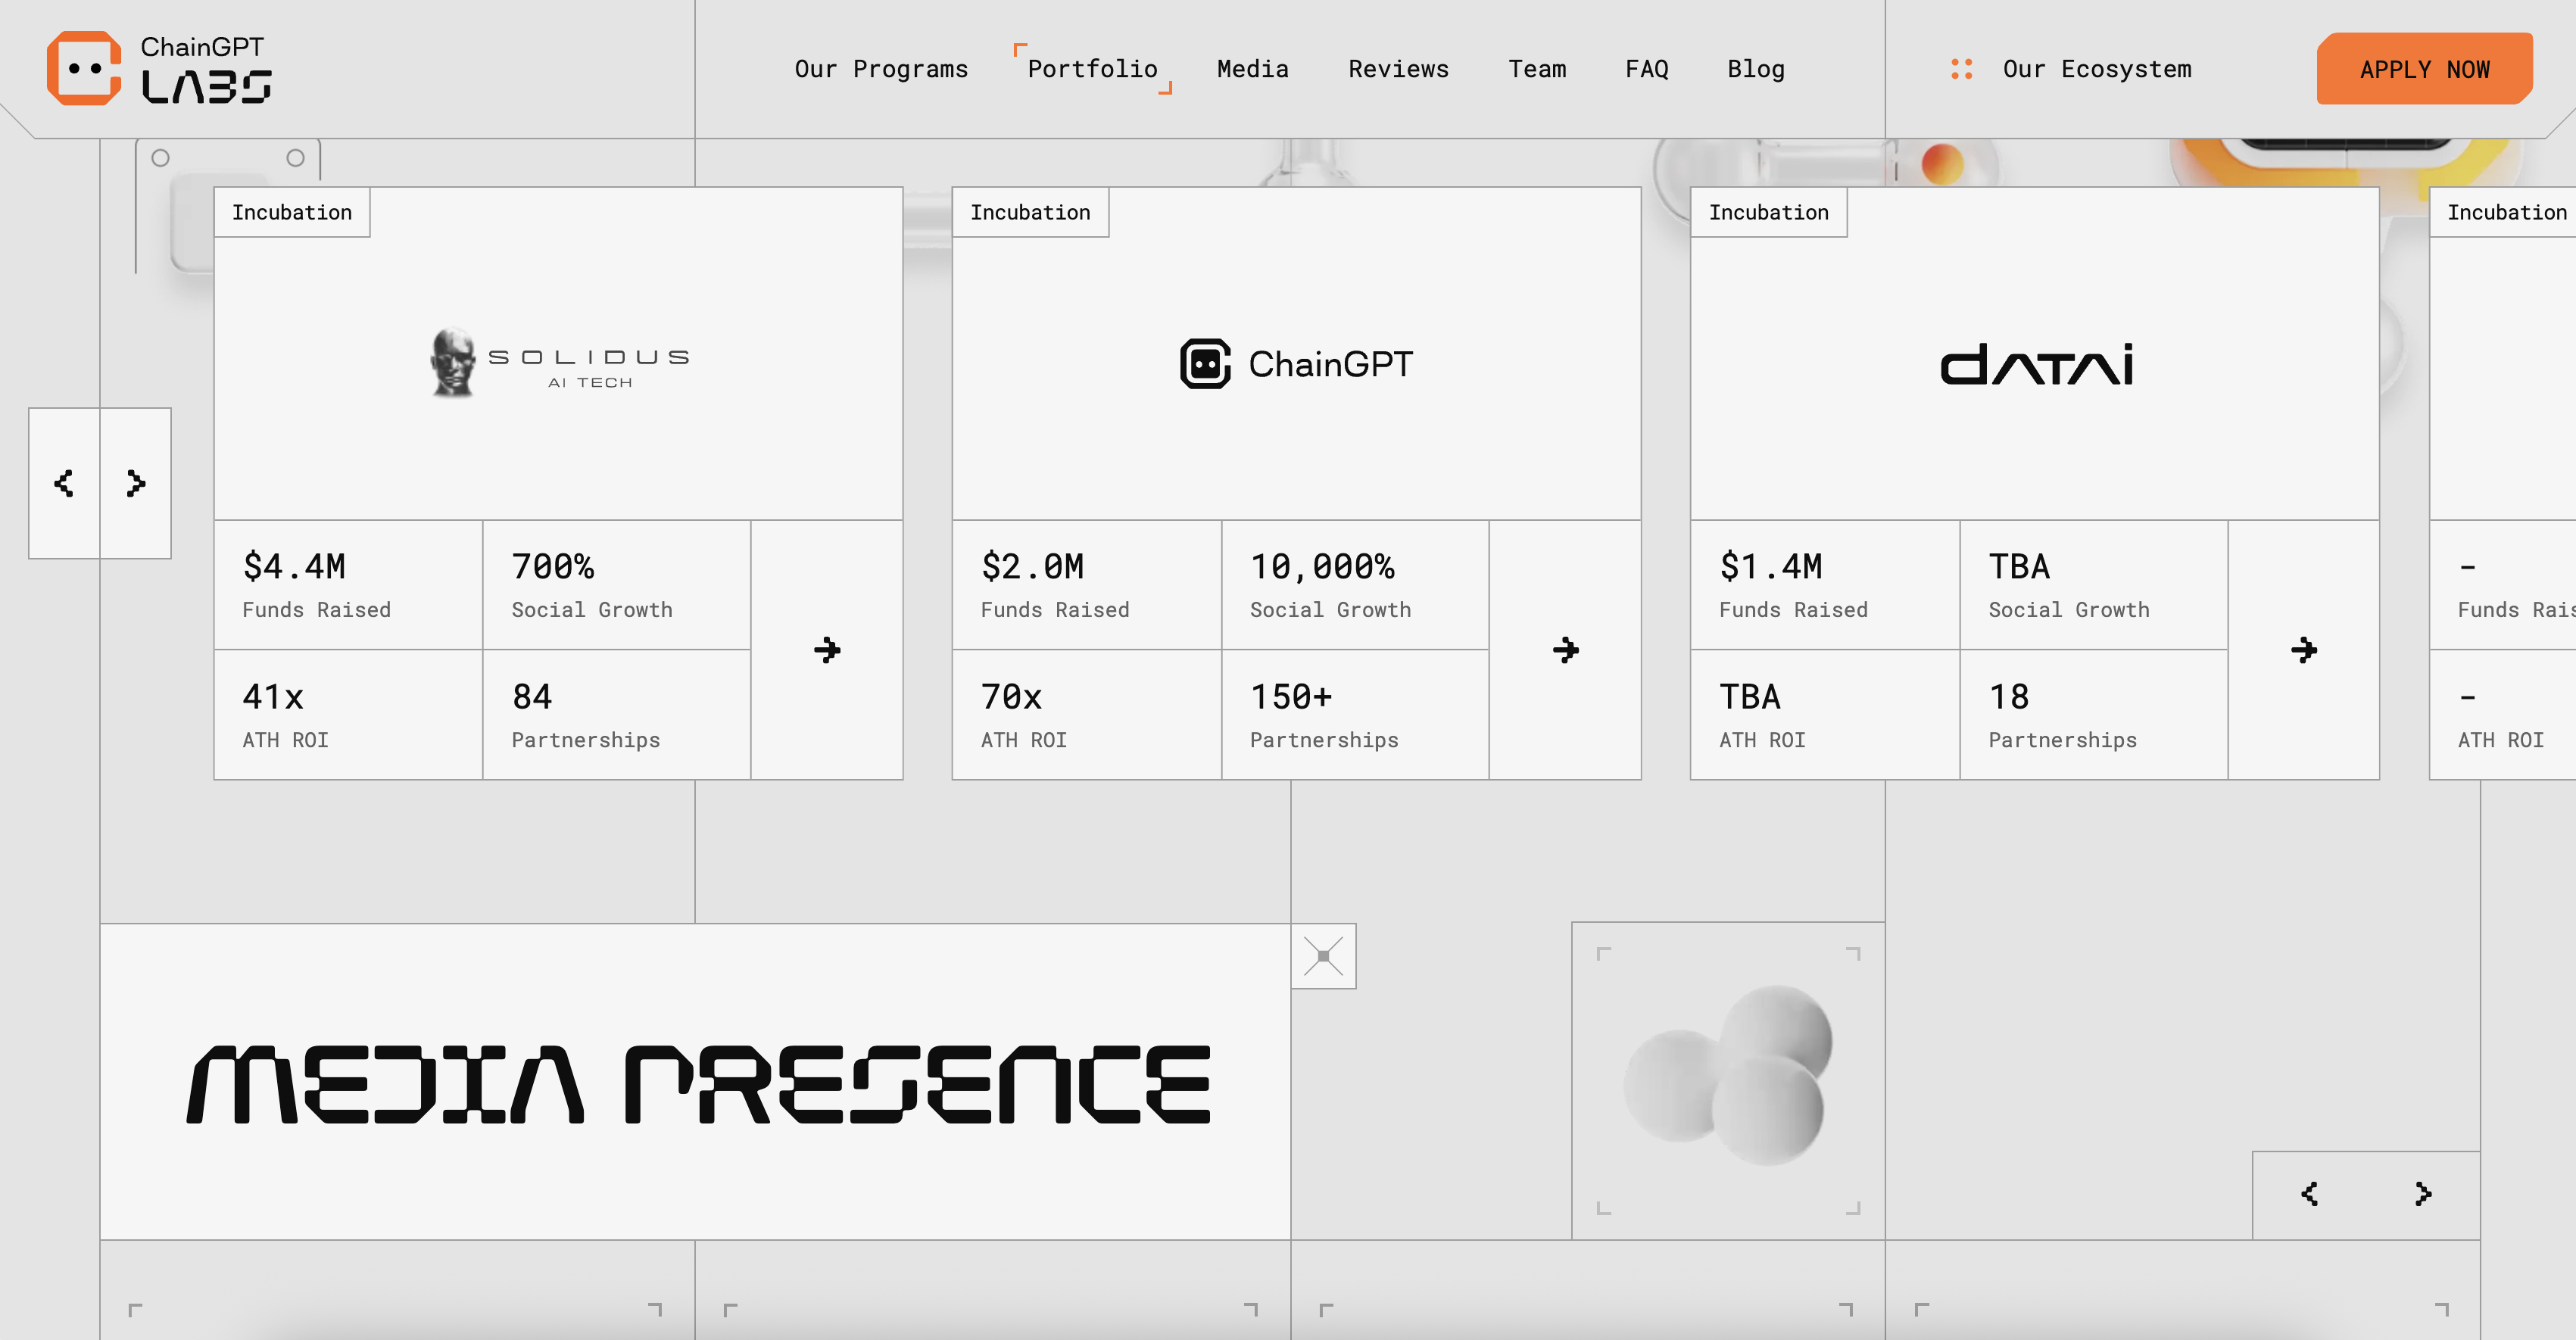 ChainGPT
LABS
Our Programs
Portfolio
Media
Reviews
Team
FAQ
Blog
Our Ecosystem
APPLY NOW
Incubation
SOLIDUS
AI TECH
$4.4M
Funds Raised
700%
Social Growth
41x
ATH ROI
84
Partnerships
Incubation
ChainGPT
$2.0M
Funds Raised
10,000%
Social Growth
70x
ATH ROI
150+
Partnerships
Incubation
dATAi
$1.4M
Funds Raised
TBA
Social Growth
TBA
ATH ROI
18
Partnerships
Incubation
-
Funds
-
ATH ROI
MEDIA PRESENCE